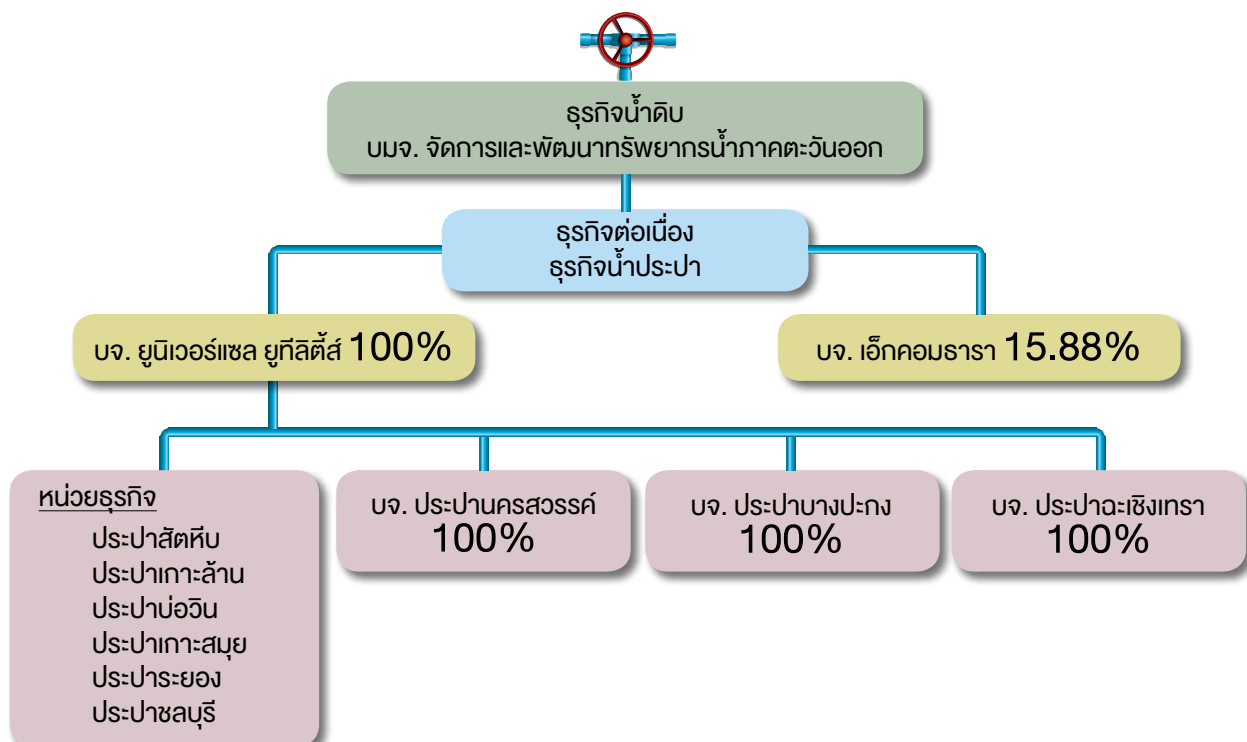 ธุรกิจน้ำดิบ
บมจ. จัดการและพัฒนาทรัพยากรน้ำภาคตะวันออก
ธุรกิจต่อเนื่อง
ธุรกิจน้ำประปา
บจ. ยูนิเวอร์แซล ยูทีลิตี้ส์ 100%
บจ. เอ็กคอมธารา 15.88%
หน่วยธุรกิจ
ประปาสัตหีบ
ประปาเกาะล้าน
ประปาบ่อวิน
ประปาเกาะสมุย
ประปาระยอง
ประปาชลบุรี
บจ. ประปานครสวรรค์
100%
บจ. ประปาบางปะกง
100%
บจ. ประปาฉะเชิงเทรา
100%